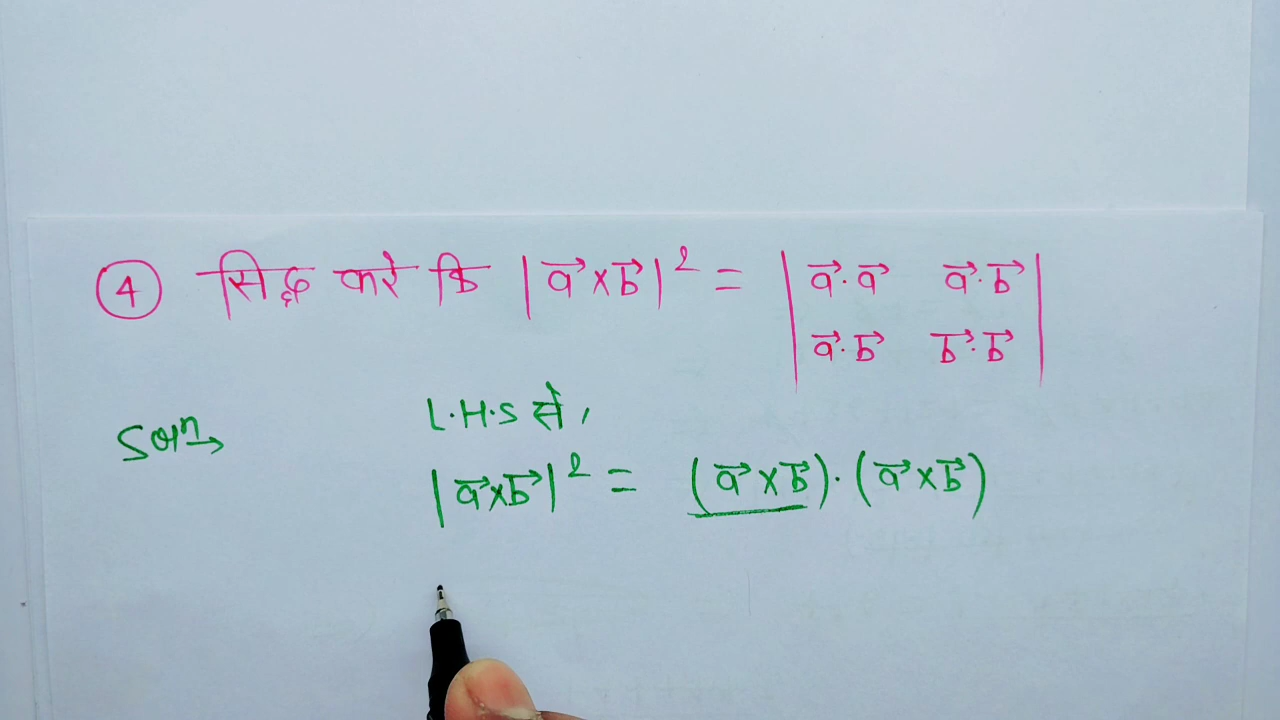 ④ सिद्ध करे कि |a⃗×b⃗|² = | a⃗·a⃗ a⃗·b⃗ |
| a⃗·b⃗ b⃗·b⃗ |
L.H.S से,
Solⁿ→
|a⃗×b⃗|² = (a⃗×b⃗)·(a⃗×b⃗)